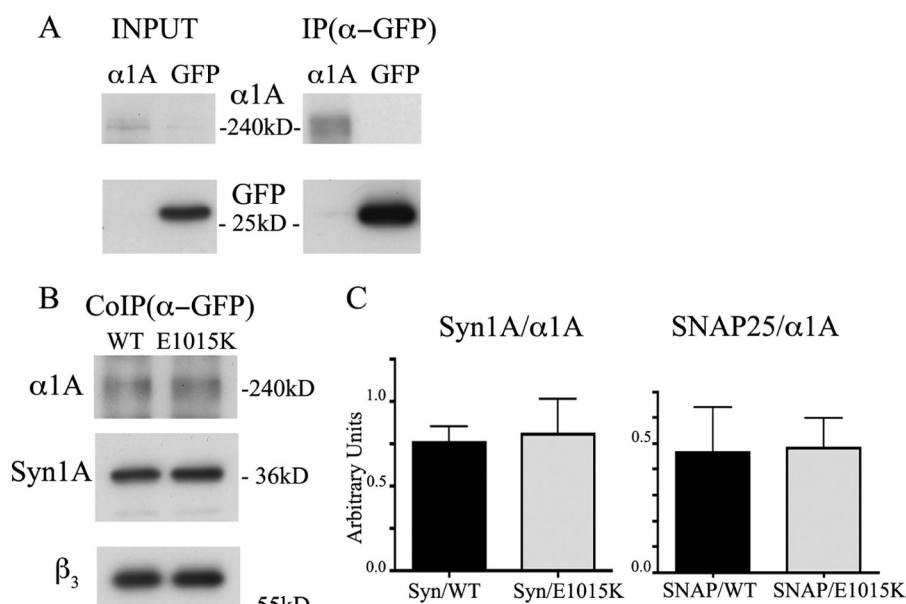 A
INPUT
IP(α−GFP)
α1A GFP
α1A
α1A GFP
-240kD-
GFP
- 25kD -
B
CoIP(α−GFP)
WT E1015K
α1A
-240kD
Syn1A
- 36kD
β3
-55kD
C
Syn1A/α1A
SNAP25/α1A
Arbitrary Units
1.0
0.5
0.0
Syn/WT
Syn/E1015K
0.5
0.0
SNAP/WT
SNAP/E1015K